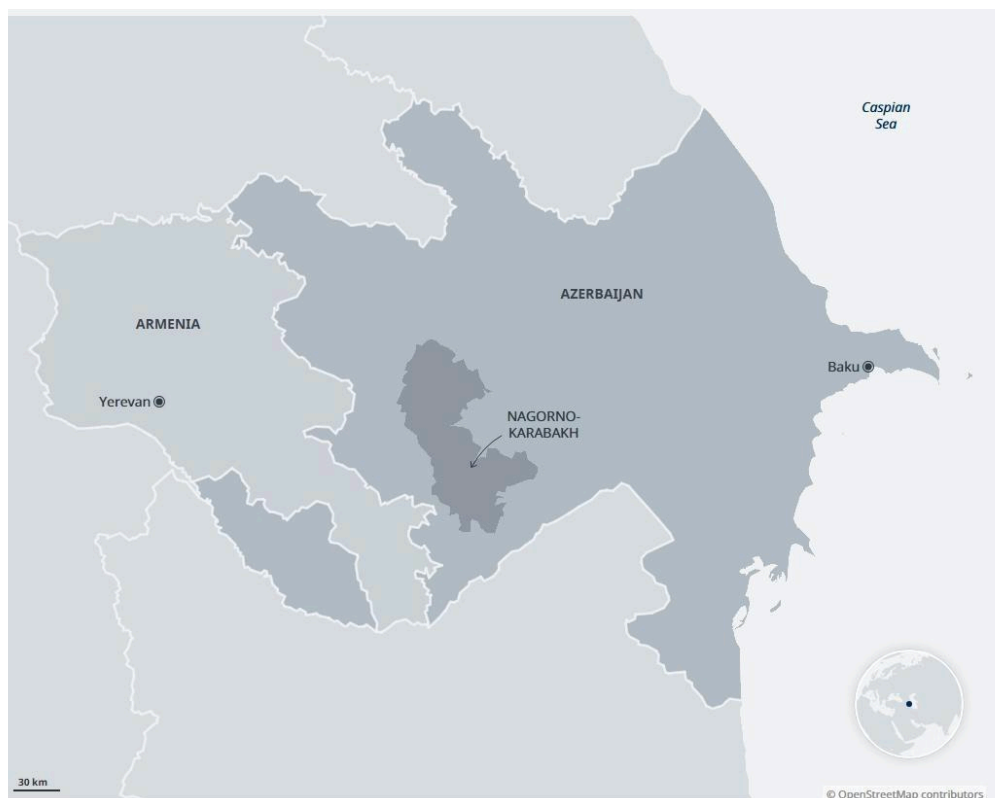 Caspian
Sea
AZERBAIJAN
ARMENIA
Baku
Yerevan
NAGORNO-
KARABAKH
30 km
© OpenStreetMap contributors